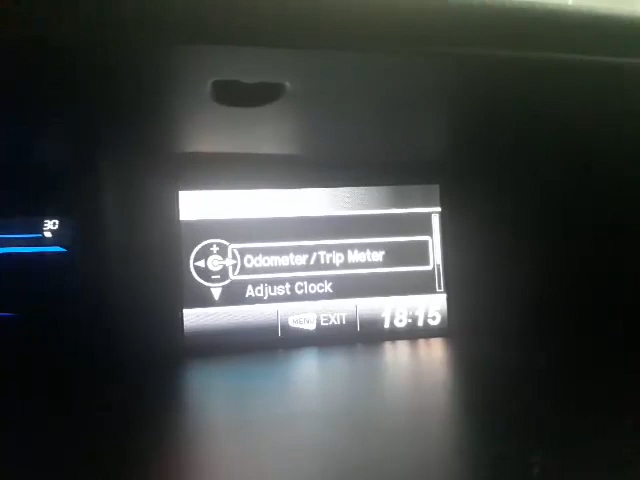 30
Odometer/Trip Meter
Adjust Clock
MENU EXIT
18:15